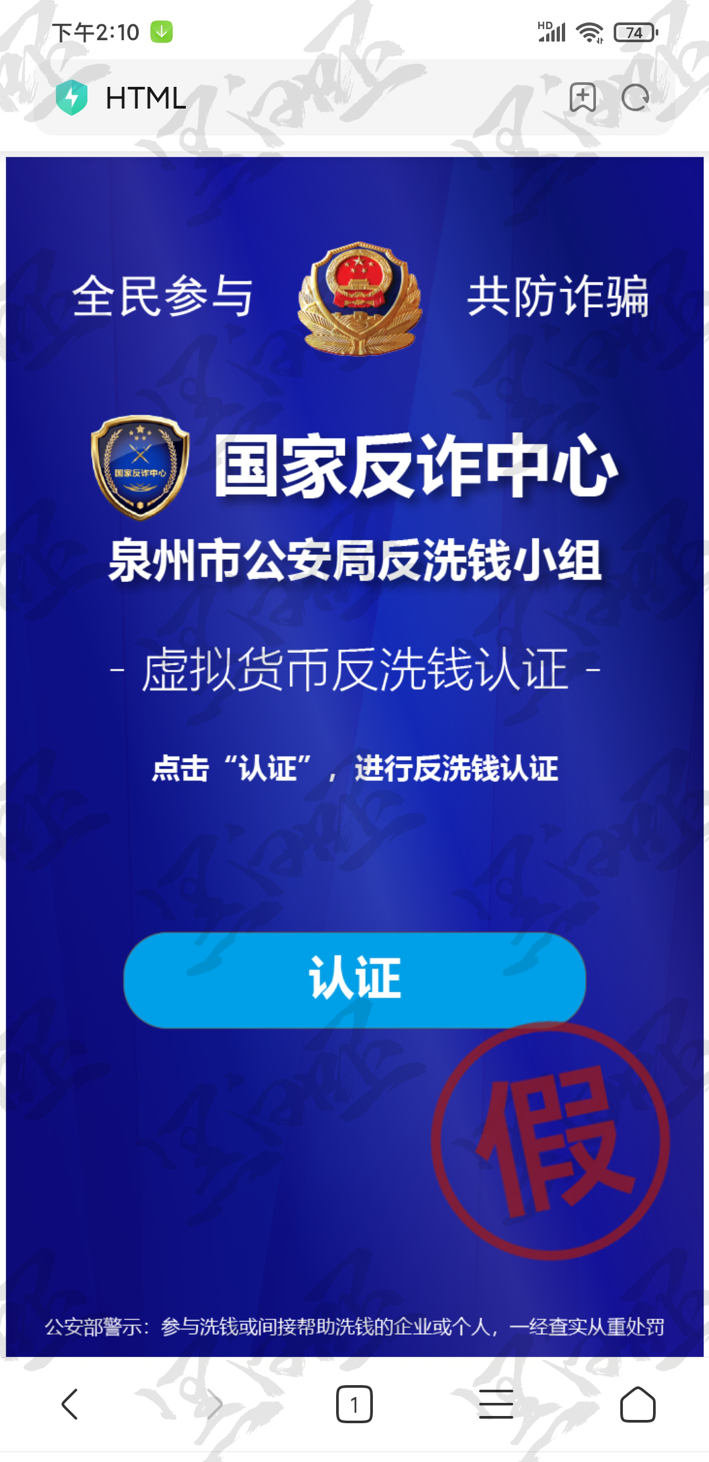 下午2:10
HD
74
HTML
全民参与
共防诈骗
国家反诈中心
国家反诈中心
泉州市公安局反洗钱小组
- 虚拟货币反洗钱认证 -
点击“认证”，进行反洗钱认证
认证
假
公安部警示：参与洗钱或间接帮助洗钱的企业或个人，一经查实从重处罚
1